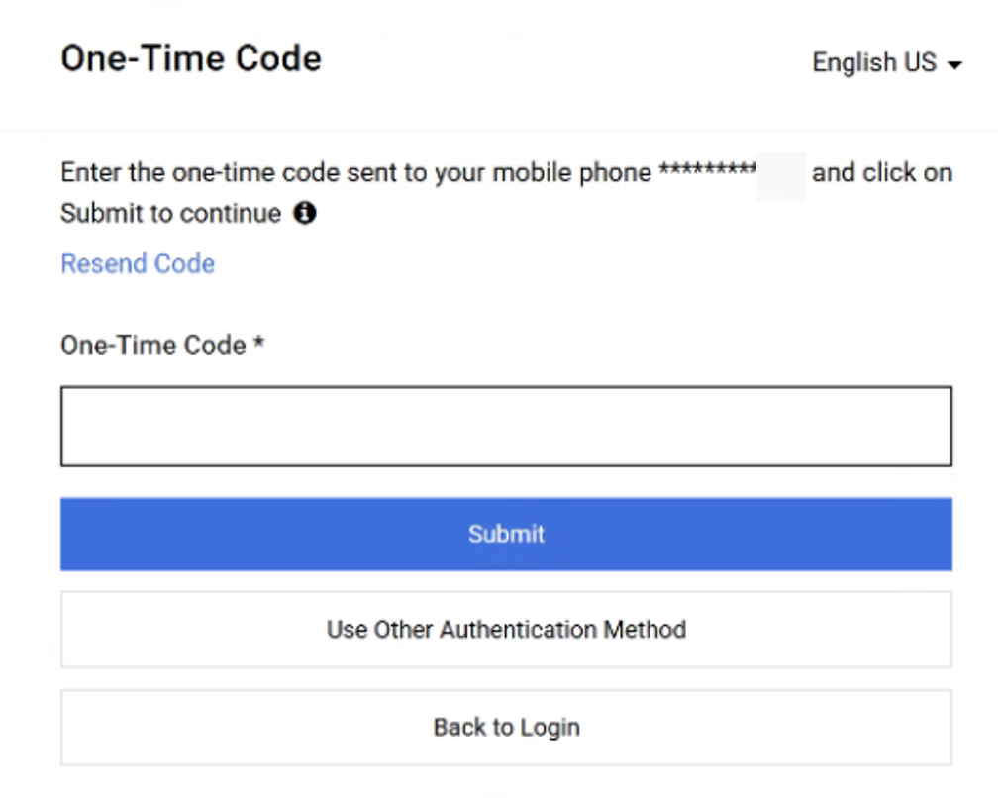 One-Time Code
English US
Enter the one-time code sent to your mobile phone ********* and click on
Submit to continue
Resend Code
One-Time Code *
Submit
Use Other Authentication Method
Back to Login